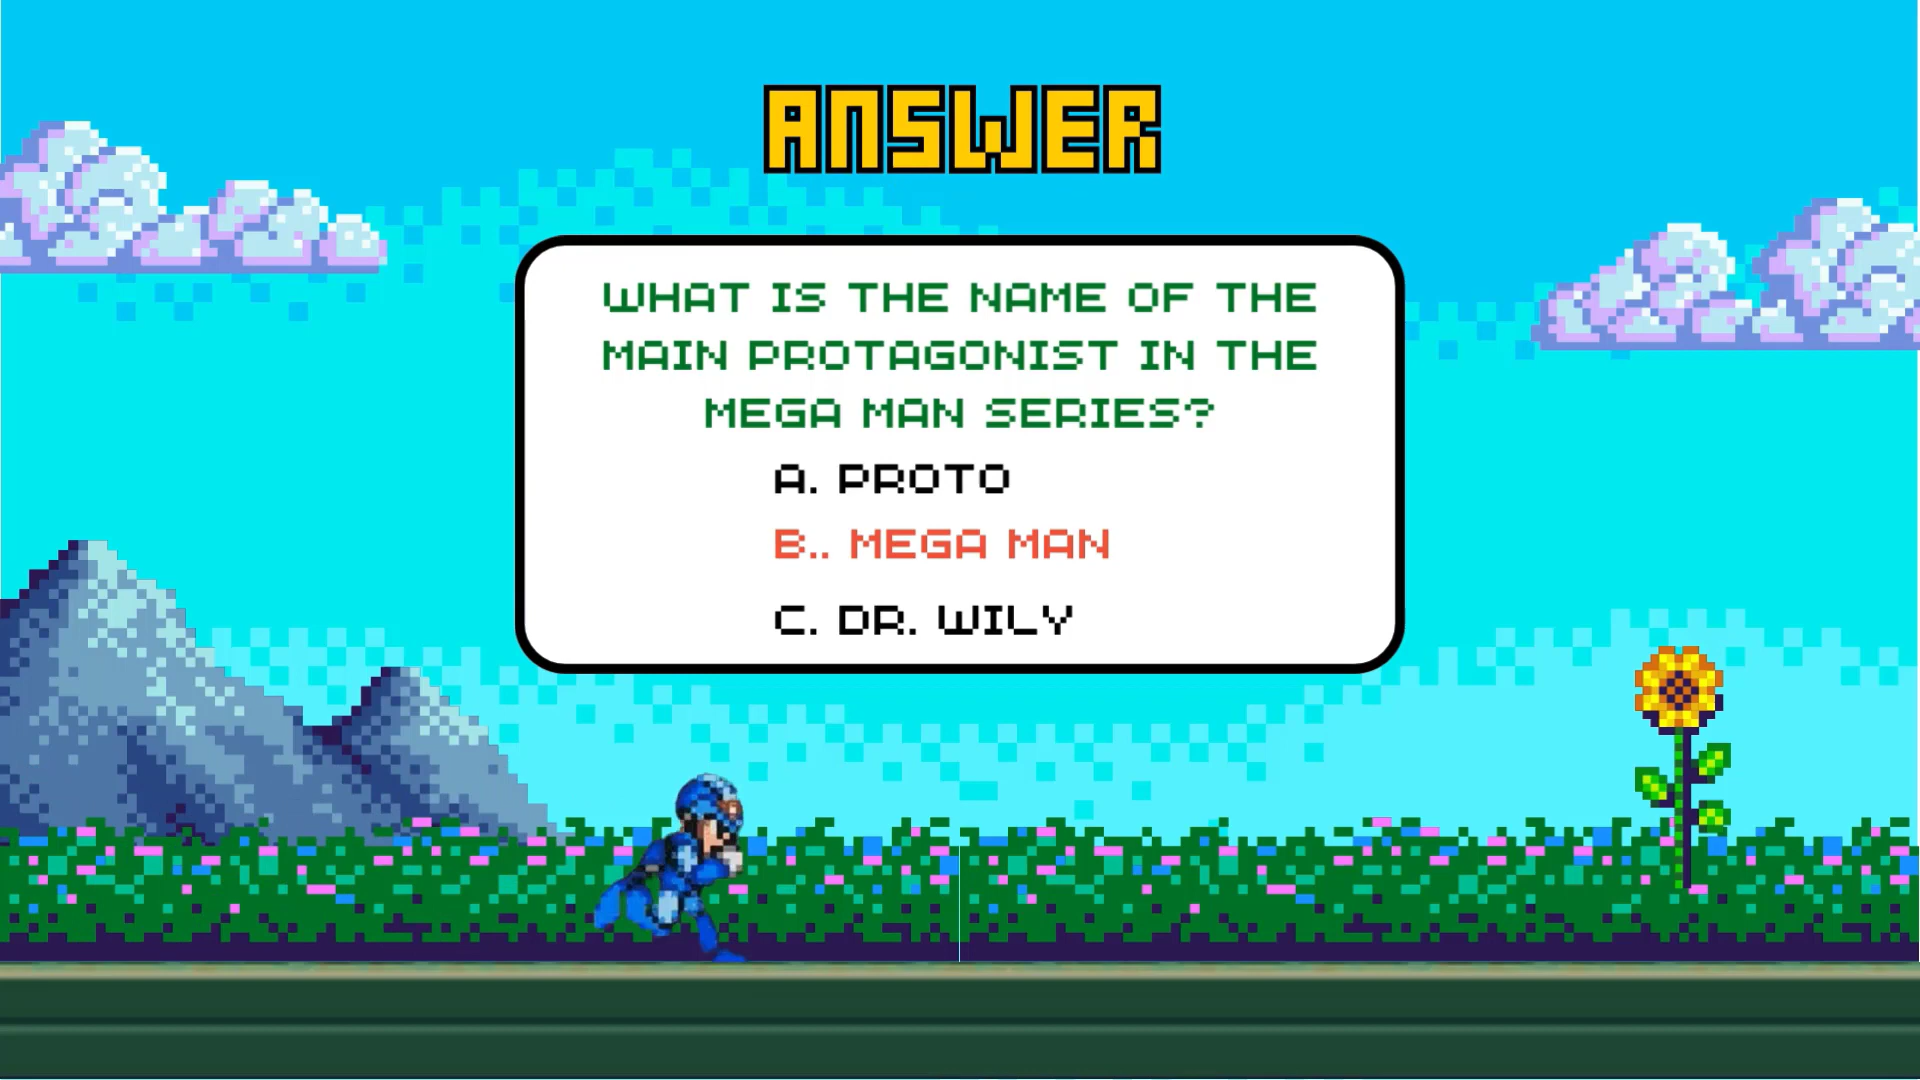 ANSWER
WHAT IS THE NAME OF THE
MAIN PROTAGONIST IN THE
MEGA MAN SERIES?
A. PROTO
B.. MEGA MAN
C. DR. WILY